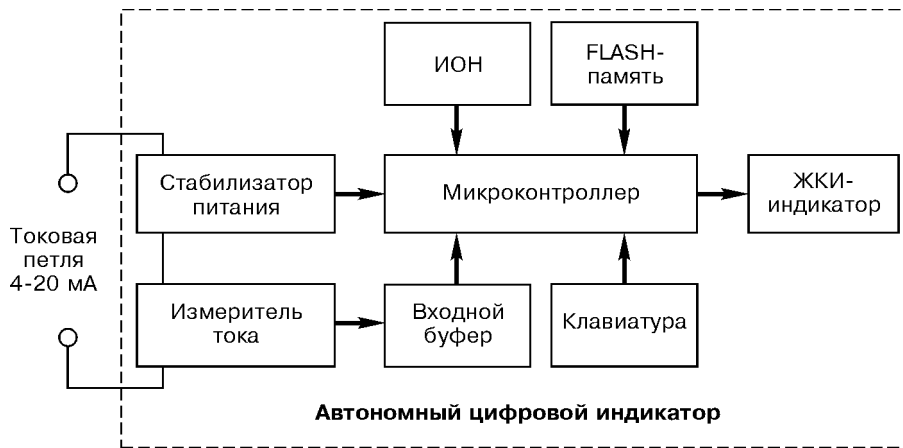 ИОН
FLASH-
память
Стабилизатор
питания
Микроконтроллер
ЖКИ-
индикатор
Токовая
петля
4-20 мА
Измеритель
тока
Входной
буфер
Клавиатура
Автономный цифровой индикатор